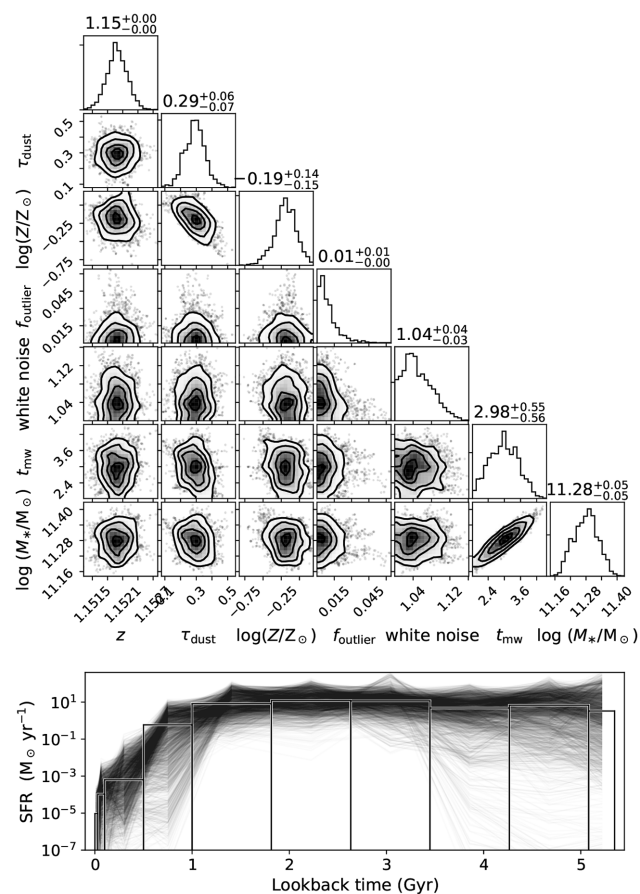 1.15+0.00−0.00
0.29+0.06−0.07
−0.19+0.14−0.15
0.01+0.01−0.00
1.04+0.04−0.03
2.98+0.55−0.56
11.28+0.05−0.05
τdust
0.5
0.3
0.1
log(Z/Z⊙)
−0.25
−0.75
foutlier
0.045
0.015
white noise
1.12
1.04
tmw
3.6
2.4
log (M*/M⊙)
11.40
11.28
11.16
1.1515
1.1521
1.1527
0.1
0.3
0.5
−0.75
−0.25
0.015
0.045
1.04
1.12
2.4
3.6
11.16
11.28
11.40
z
τdust
log(Z/Z⊙)
foutlier
white noise
tmw
log (M*/M⊙)
SFR (M⊙ yr−1)
10^1
10^−1
10^−3
10^−5
10^−7
0 1 2 3 4 5
Lookback time (Gyr)